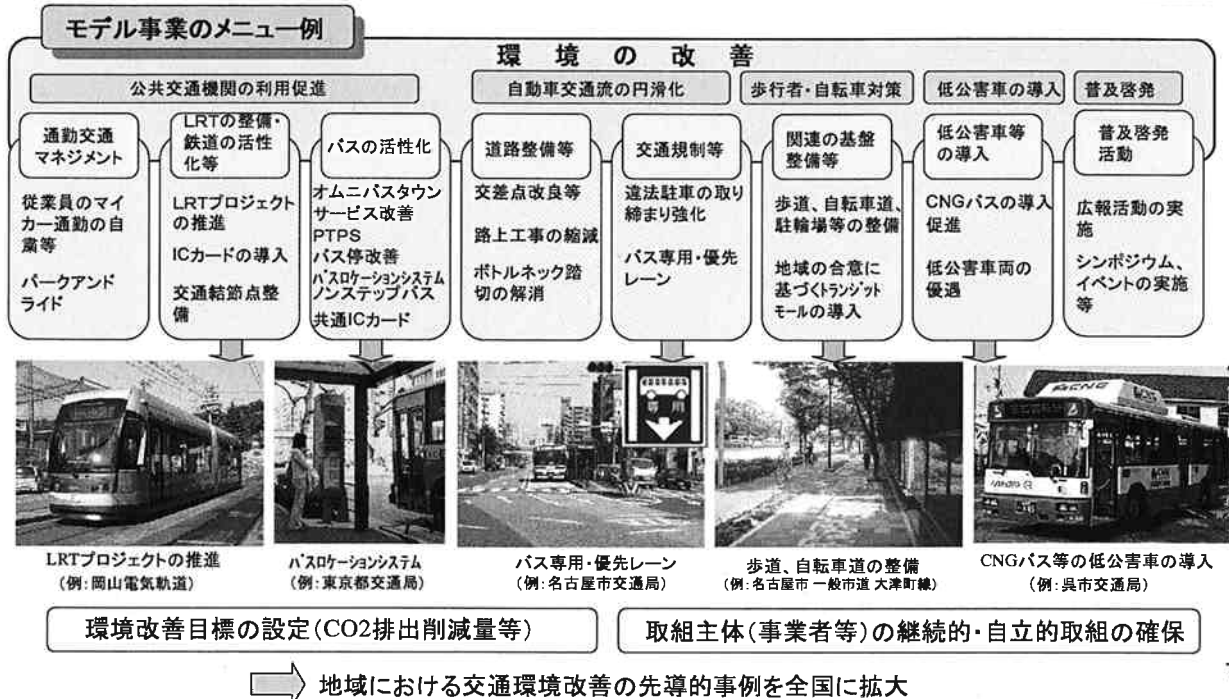 モデル事業のメニュー例
環境の改善
公共交通機関の利用促進
自動車交通流の円滑化
歩行者・自転車対策
低公害車の導入
普及啓発
通勤交通
マネジメント
従業員のマイ
カー通勤の自
粛等
パークアンド
ライド
LRTの整備・
鉄道の活性
化等
LRTプロジェクト
の推進
ICカードの導入
交通結節点整
備
バスの活性化
オムニバスタウン
サービス改善
PTPS
バス停改善
バスロケーションシステム
ノンステップバス
共通ICカード
道路整備等
交差点改良等
路上工事の縮減
ボトルネック踏
切の解消
交通規制等
違法駐車の取り
締まり強化
バス専用・優先
レーン
関連の基盤
整備等
歩道、自転車道、
駐輪場等の整備
地域の合意に
基づくトランジット
モールの導入
低公害車等
の導入
CNGバスの導入
促進
低公害車両の
優遇
普及啓発
活動
広報活動の実
施
シンポジウム、
イベントの実施
等
専用
CNG
LRTプロジェクトの推進
(例:岡山電気軌道)
バスロケーションシステム
(例:東京都交通局)
バス専用・優先レーン
(例:名古屋市交通局)
歩道、自転車道の整備
(例:名古屋市 一般市道 大津町線)
CNGバス等の低公害車の導入
(例:呉市交通局)
環境改善目標の設定(CO2排出削減量等)
取組主体(事業者等)の継続的・自立的取組の確保
地域における交通環境改善の先導的事例を全国に拡大